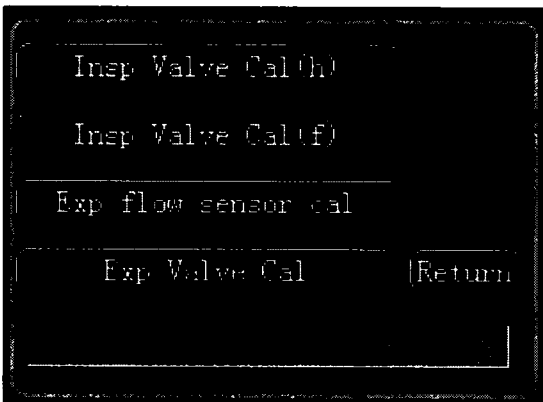 Insp Valve Cal(h)
Insp Valve Cal(f)
Exp flow sensor cal
Exp Valve Cal
Return